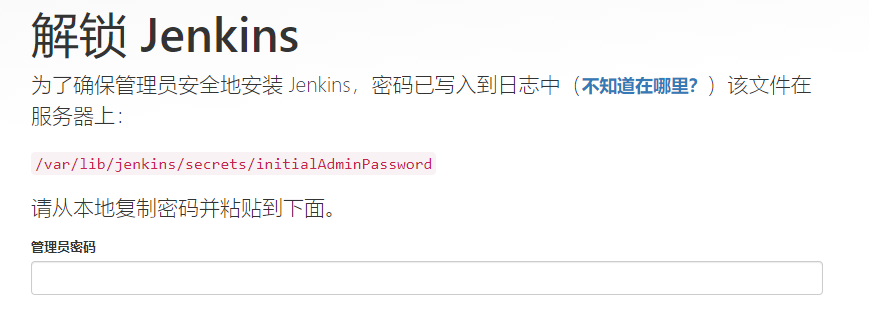 解锁 Jenkins
为了确保管理员安全地安装 Jenkins，密码已写入到日志中（不知道在哪里？）该文件在
服务器上：
/var/lib/jenkins/secrets/initialAdminPassword
请从本地复制密码并粘贴到下面。
管理员密码